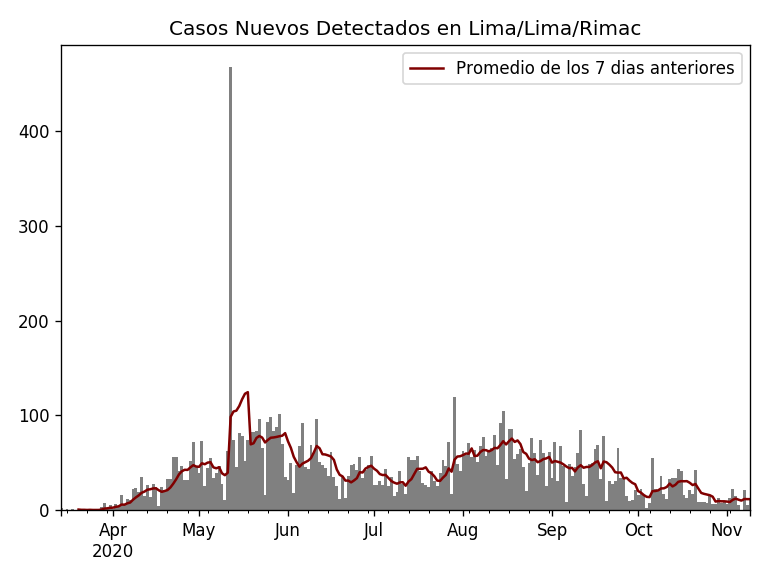 Casos Nuevos Detectados en Lima/Lima/Rimac
Promedio de los 7 dias anteriores
400
300
200
100
0
Apr May Jun Jul Aug Sep Oct Nov
2020